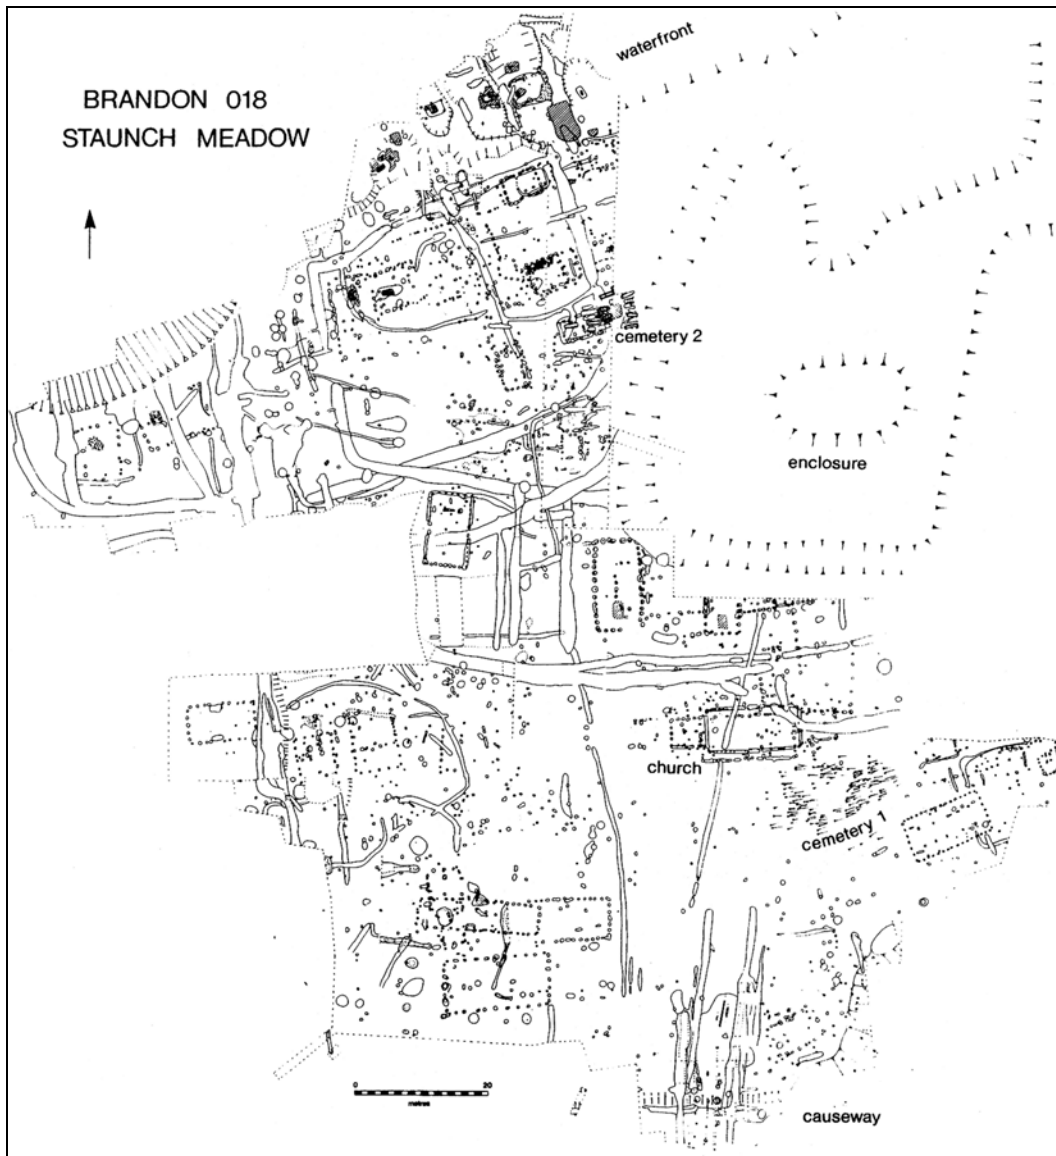 BRANDON 018
STAUNCH MEADOW
waterfront
cemetery 2
enclosure
church
cemetery 1
0 20
metres
causeway